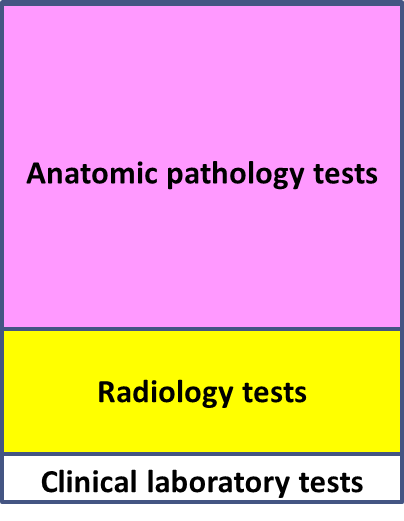 Anatomic pathology tests
Radiology tests
Clinical laboratory tests